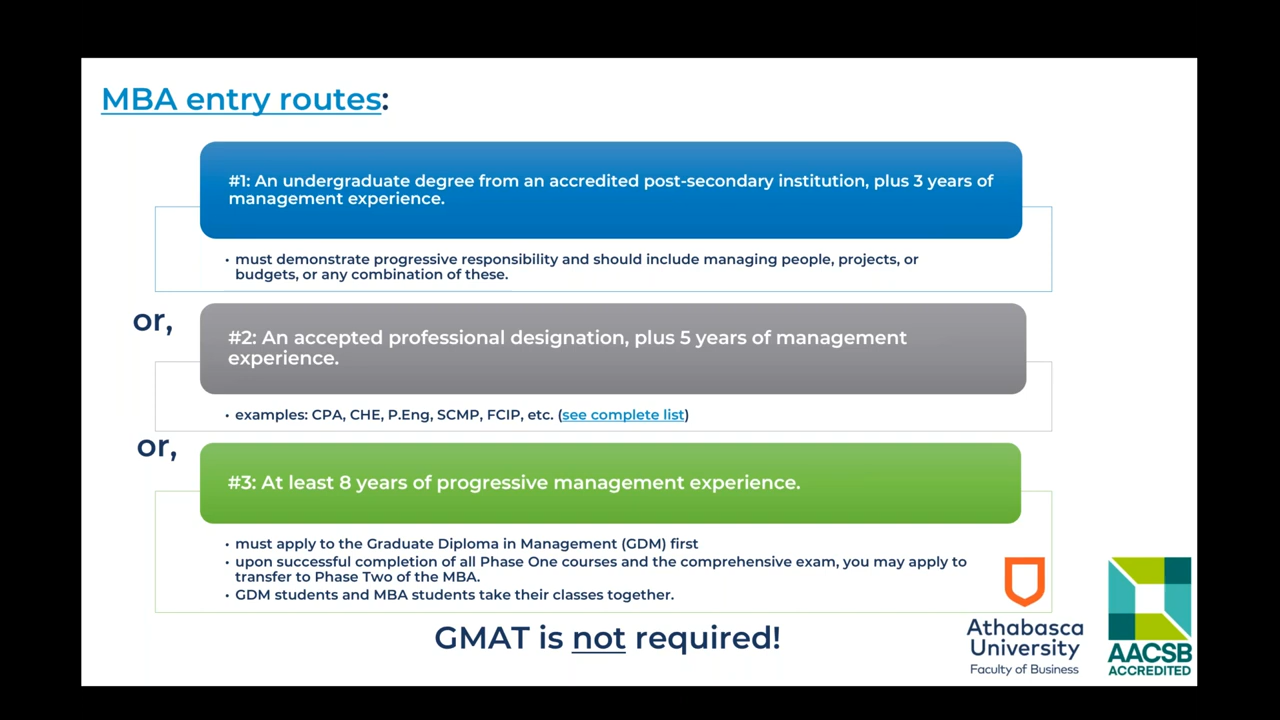 MBA entry routes:
#1: An undergraduate degree from an accredited post-secondary institution, plus 3 years of
management experience.
• must demonstrate progressive responsibility and should include managing people, projects, or
budgets, or any combination of these.
or,
#2: An accepted professional designation, plus 5 years of management
experience.
• examples: CPA, CHE, P.Eng, SCMP, FCIP, etc. (see complete list)
or,
#3: At least 8 years of progressive management experience.
• must apply to the Graduate Diploma in Management (GDM) first
• upon successful completion of all Phase One courses and the comprehensive exam, you may apply to
transfer to Phase Two of the MBA.
• GDM students and MBA students take their classes together.
GMAT is not required!
Athabasca
University
Faculty of Business
AACSB
ACCREDITED